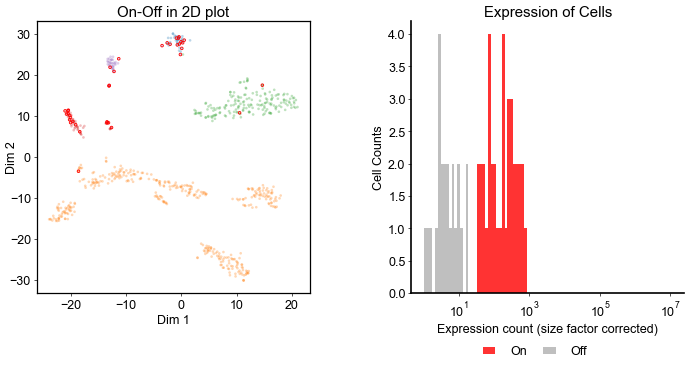 On-Off in 2D plot
30
20
10
0
−10
−20
−30
Dim 2
−20 −10 0 10 20
Dim 1
Expression of Cells
4.0
3.5
3.0
2.5
2.0
1.5
1.0
0.5
0.0
Cell Counts
10^1 10^3 10^5 10^7
Expression count (size factor corrected)
On Off